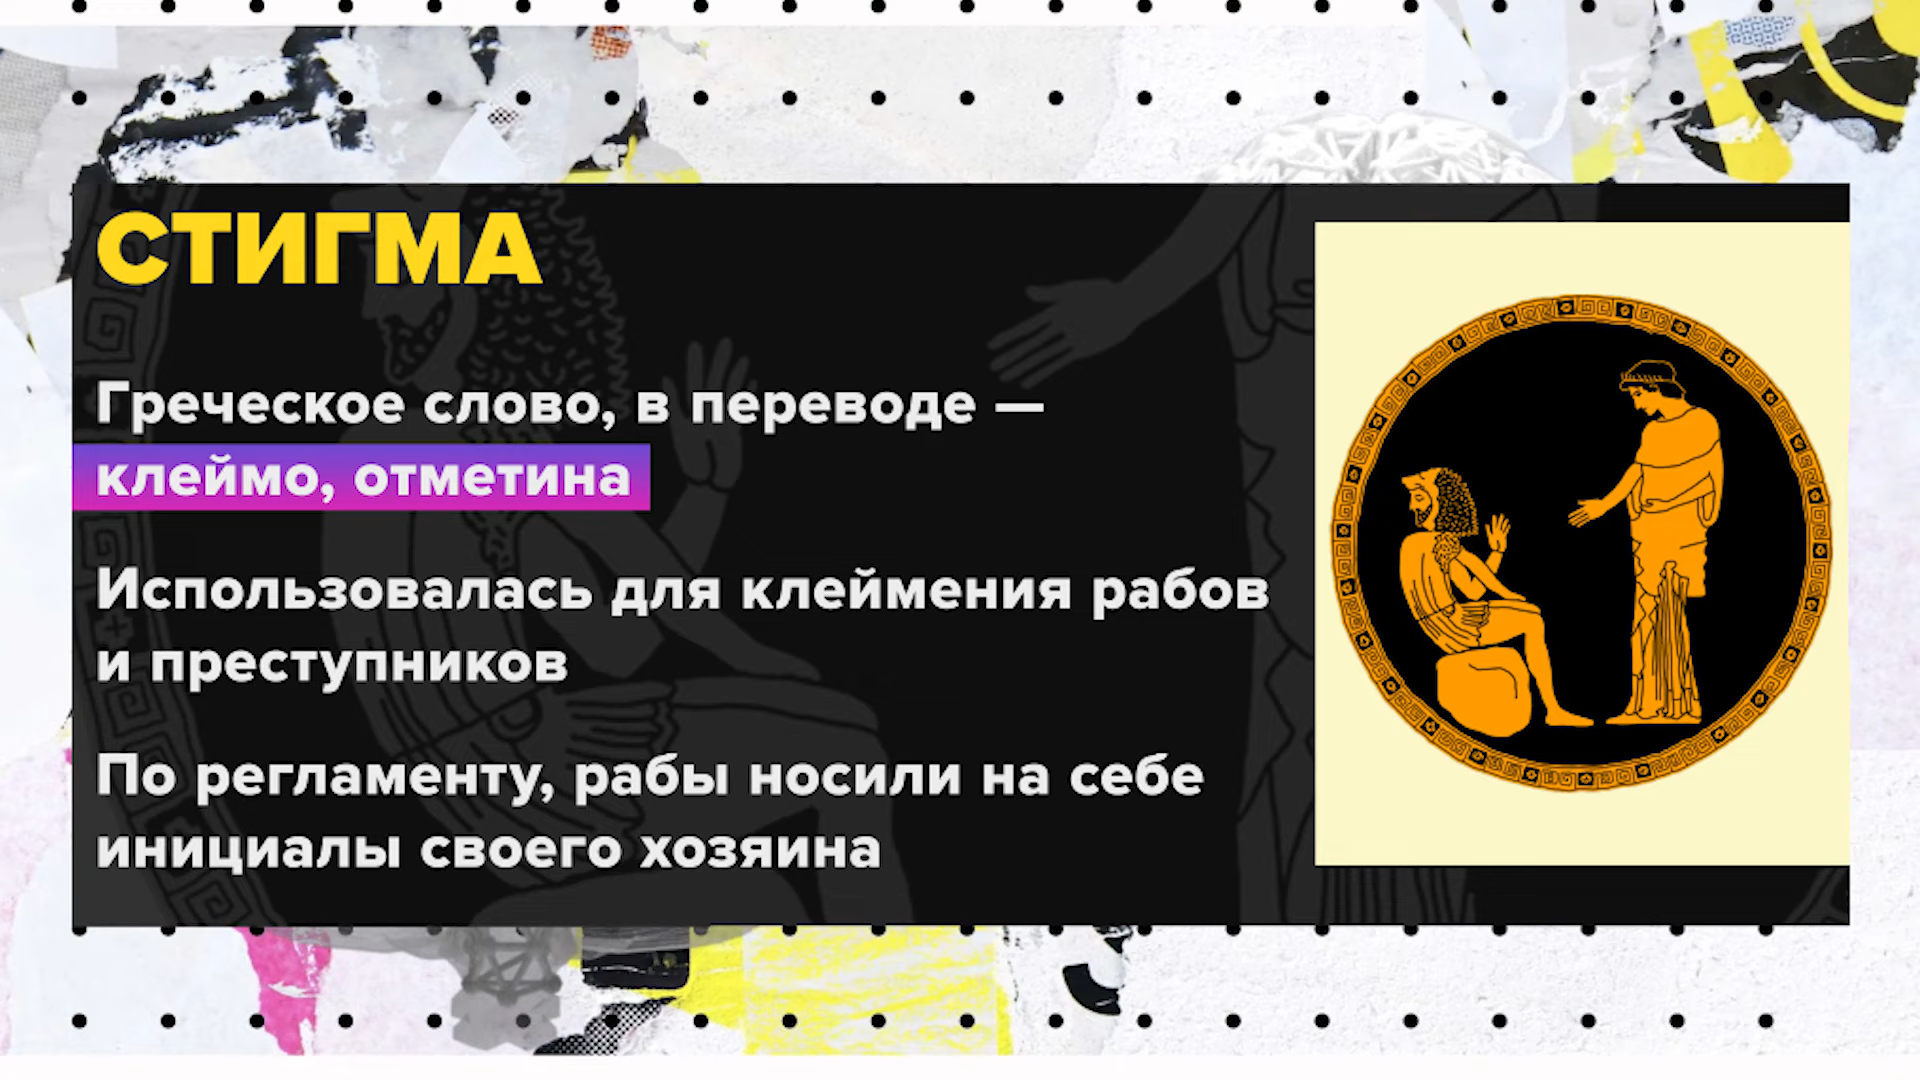 СТИГМА
Греческое слово, в переводе —
клеймо, отметина
Использовалась для клеймения рабов
и преступников
По регламенту, рабы носили на себе
инициалы своего хозяина